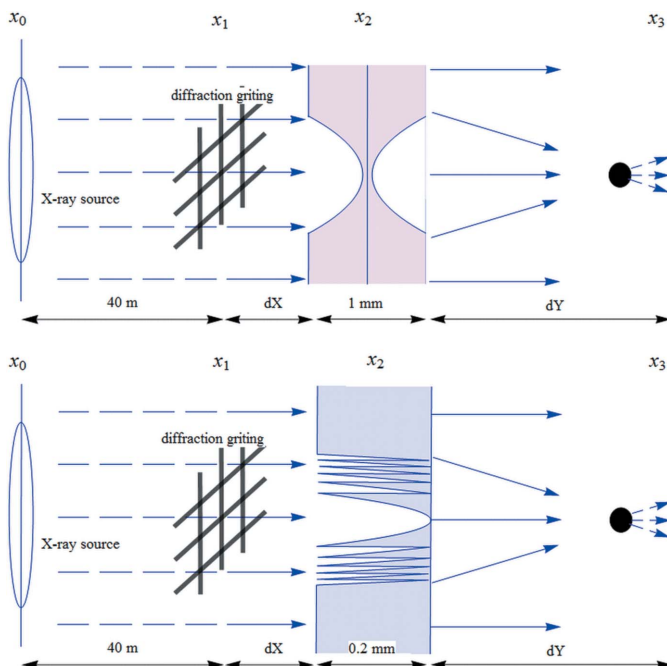 x0 x1 x2 x3
diffraction griting
X-ray source
40 m dX 1 mm dY
x0 x1 x2 x3
diffraction griting
X-ray source
40 m dX 0.2 mm dY